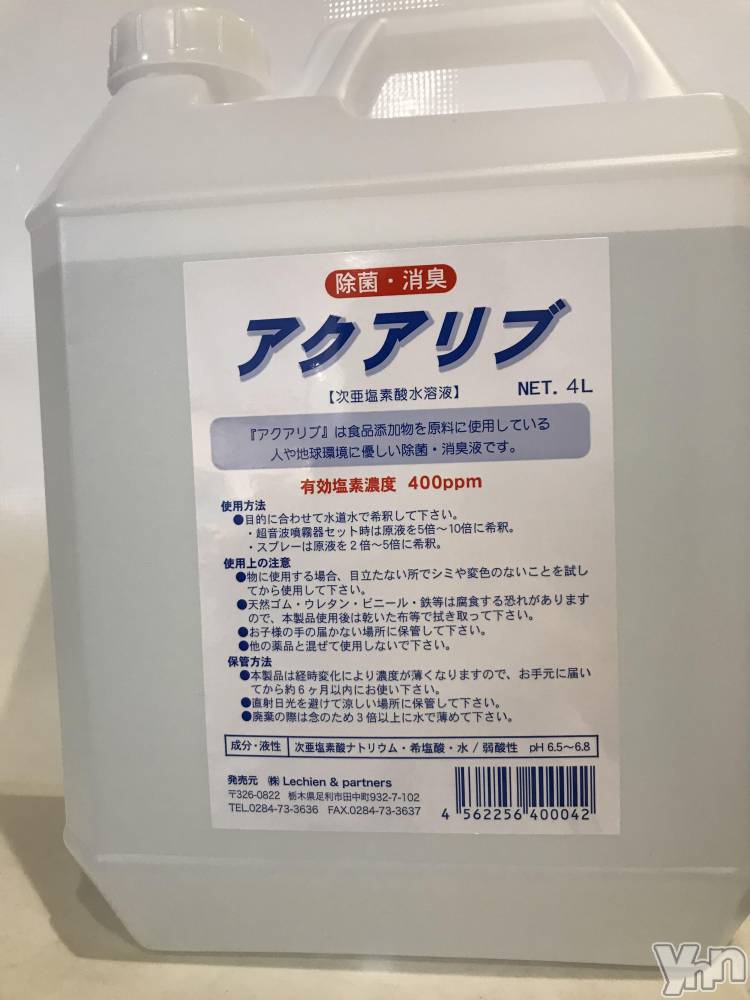 除菌・消臭
アクアリブ
【次亜塩素酸水溶液】 NET. 4L
『アクアリブ』は食品添加物を原料に使用している
人や地球環境に優しい除菌・消臭液です。
有効塩素濃度 400ppm
使用方法
●目的に合わせて水道水で希釈して下さい。
・超音波噴霧器セット時は原液を5倍〜10倍に希釈。
・スプレーは原液を2倍〜5倍に希釈。
使用上の注意
●物に使用する場合、目立たない所でシミや変色のないことを試し
てから使用して下さい。
●天然ゴム・ウレタン・ビニール・鉄等は腐食する恐れがあります
ので、本製品使用後は乾いた布等で拭き取って下さい。
●お子様の手の届かない場所に保管して下さい。
●他の薬品と混ぜて使用しないで下さい。
保管方法
●本製品は経時変化により濃度が薄くなりますので、お手元に届い
てから約6ヶ月以内にお使い下さい。
●直射日光を避けて涼しい場所に保管して下さい。
●廃棄の際は念のため3倍以上に水で薄めて下さい。
成分・液性 次亜塩素酸ナトリウム・希塩酸・水 / 弱酸性 pH 6.5〜6.8
発売元 ㈱ Lechien & partners
〒326-0822 栃木県足利市田中町932-7-102
TEL.0284-73-3636 FAX.0284-73-3637
4 562256 400042